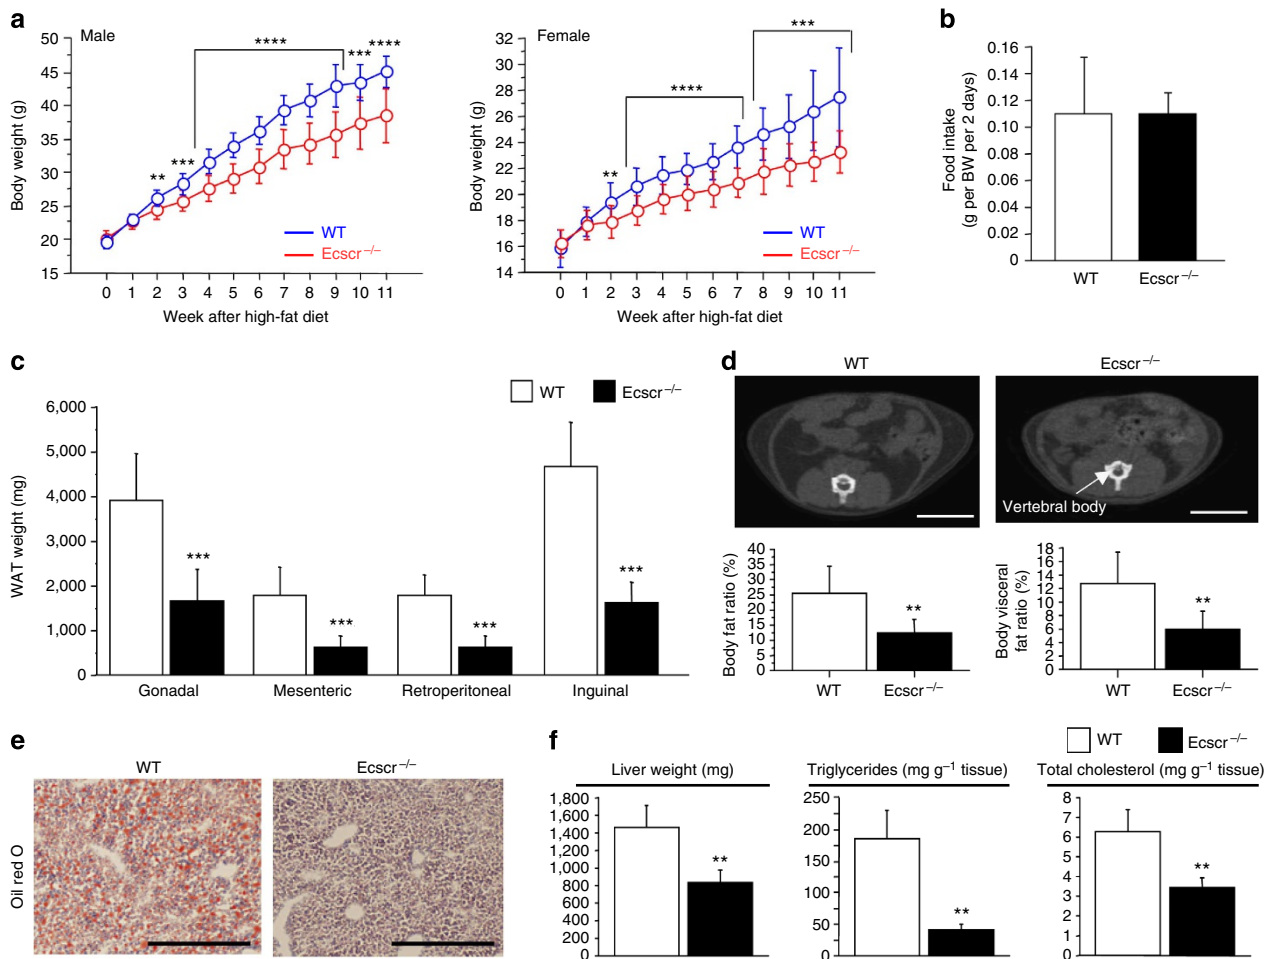 a
Male
Body weight (g)
50
45
40
35
30
25
20
15
**
***
****
***
****
WT
Ecscr−/−
0 1 2 3 4 5 6 7 8 9 10 11
Week after high-fat diet
Female
Body weight (g)
32
30
28
26
24
22
20
18
16
14
**
****
***
WT
Ecscr−/−
0 1 2 3 4 5 6 7 8 9 10 11
Week after high-fat diet
b
Food intake
(g per BW per 2 days)
0.16
0.14
0.12
0.10
0.08
0.06
0.04
0.02
0
WT Ecscr−/−
c
WT Ecscr−/−
WAT weight (mg)
6,000
5,000
4,000
3,000
2,000
1,000
0
***
***
***
***
Gonadal Mesenteric Retroperitoneal Inguinal
d
WT Ecscr−/−
Vertebral body
Body fat ratio (%)
40
35
30
25
20
15
10
5
0
**
WT Ecscr−/−
Body visceral
fat ratio (%)
18
16
14
12
10
8
6
4
2
0
**
WT Ecscr−/−
e
WT Ecscr−/−
Oil red O
f
WT Ecscr−/−
Liver weight (mg)
1,800
1,600
1,400
1,200
1,000
800
600
400
200
0
**
Triglycerides (mg g−1 tissue)
250
200
150
100
50
0
**
Total cholesterol (mg g−1 tissue)
8
7
6
5
4
3
2
1
0
**